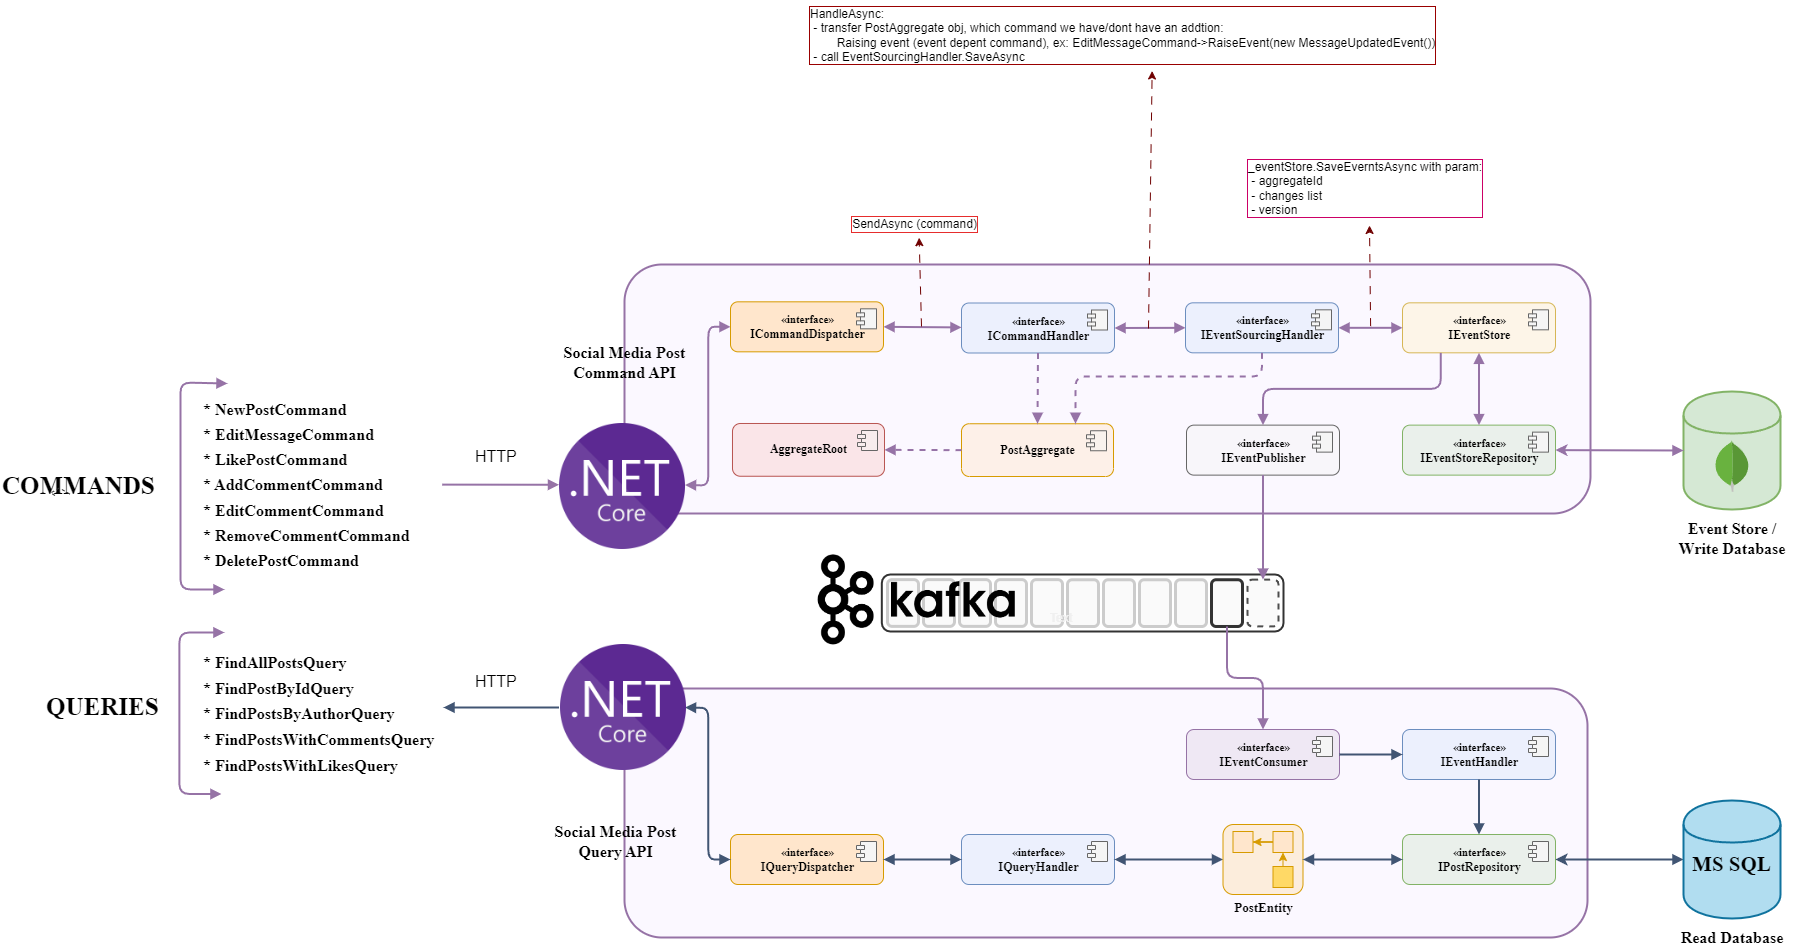 HandleAsync:
- transfer PostAggregate obj, which command we have/dont have an addtion:
Raising event (event depent command), ex: EditMessageCommand->RaiseEvent(new MessageUpdatedEvent())
- call EventSourcingHandler.SaveAsync
_eventStore.SaveEverntsAsync with param:
- aggregateId
- changes list
- version
SendAsync (command)
«interface»
ICommandDispatcher
«interface»
ICommandHandler
«interface»
IEventSourcingHandler
«interface»
IEventStore
Social Media Post
Command API
AggregateRoot
PostAggregate
«interface»
IEventPublisher
«interface»
IEventStoreRepository
COMMANDS
* NewPostCommand
* EditMessageCommand
* LikePostCommand
* AddCommentCommand
* EditCommentCommand
* RemoveCommentCommand
* DeletePostCommand
HTTP
.NET
Core
Event Store /
Write Database
kafka
Text
QUERIES
* FindAllPostsQuery
* FindPostByIdQuery
* FindPostsByAuthorQuery
* FindPostsWithCommentsQuery
* FindPostsWithLikesQuery
HTTP
.NET
Core
«interface»
IEventConsumer
«interface»
IEventHandler
Social Media Post
Query API
«interface»
IQueryDispatcher
«interface»
IQueryHandler
PostEntity
«interface»
IPostRepository
MS SQL
Read Database